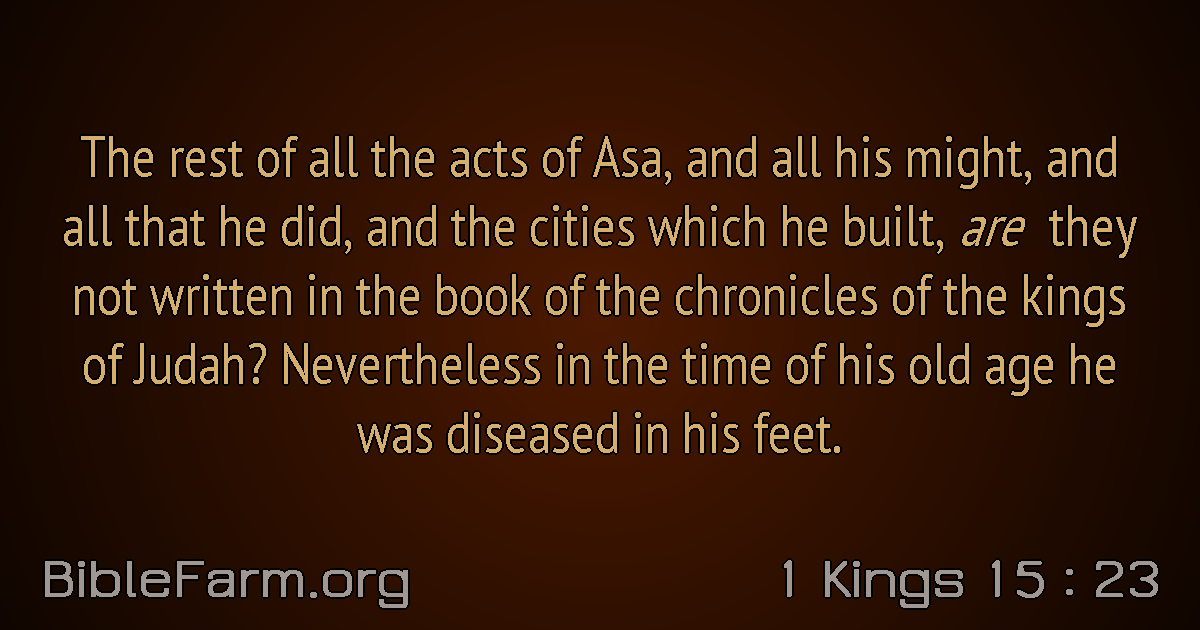 The rest of all the acts of Asa, and all his might, and
all that he did, and the cities which he built, are they
not written in the book of the chronicles of the kings
of Judah? Nevertheless in the time of his old age he
was diseased in his feet.
BibleFarm.org
1 Kings 15 : 23